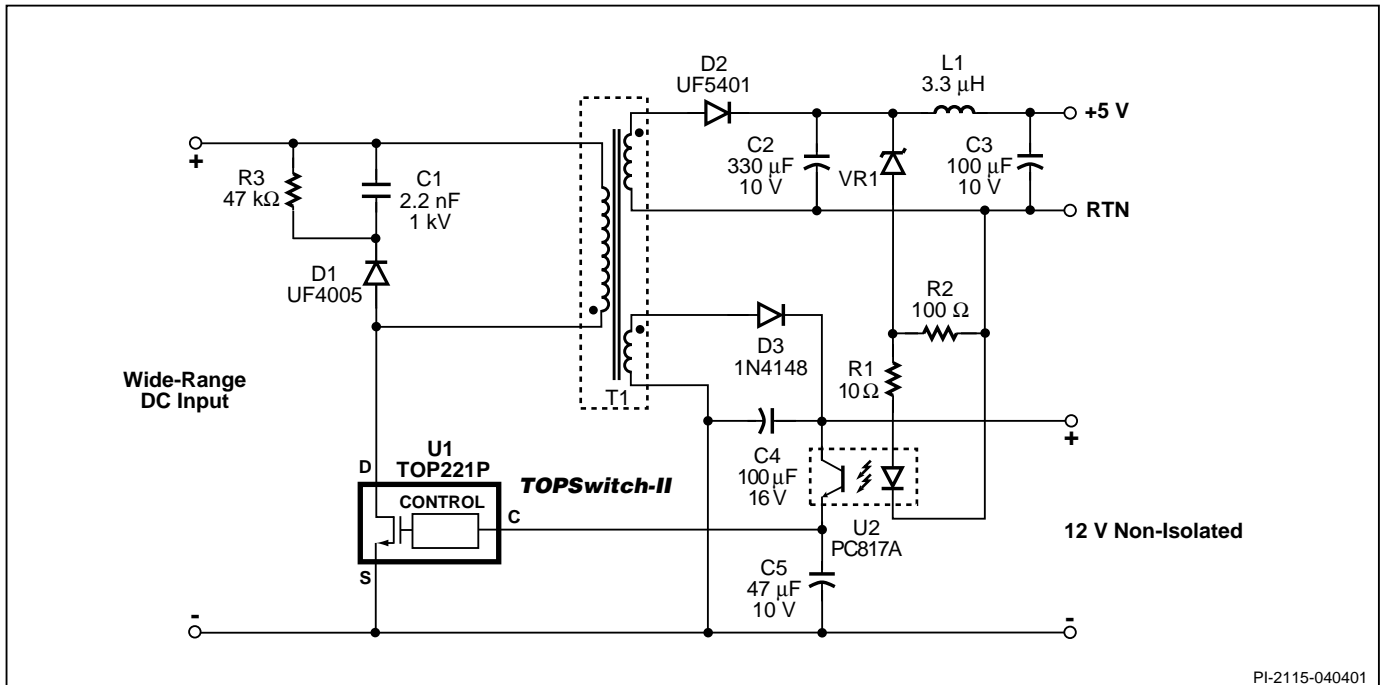 D2
UF5401
L1
3.3 µH
+5 V
+
R3
47 kΩ
C1
2.2 nF
1 kV
C2
330 µF
10 V
VR1
C3
100 µF
10 V
RTN
D1
UF4005
R2
100 Ω
D3
1N4148
R1
10 Ω
T1
Wide-Range
DC Input
+
C4
100 µF
16 V
U1
TOP221P
D
TOPSwitch-II
CONTROL
C
S
U2
PC817A
12 V Non-Isolated
C5
47 µF
10 V
-
-
PI-2115-040401